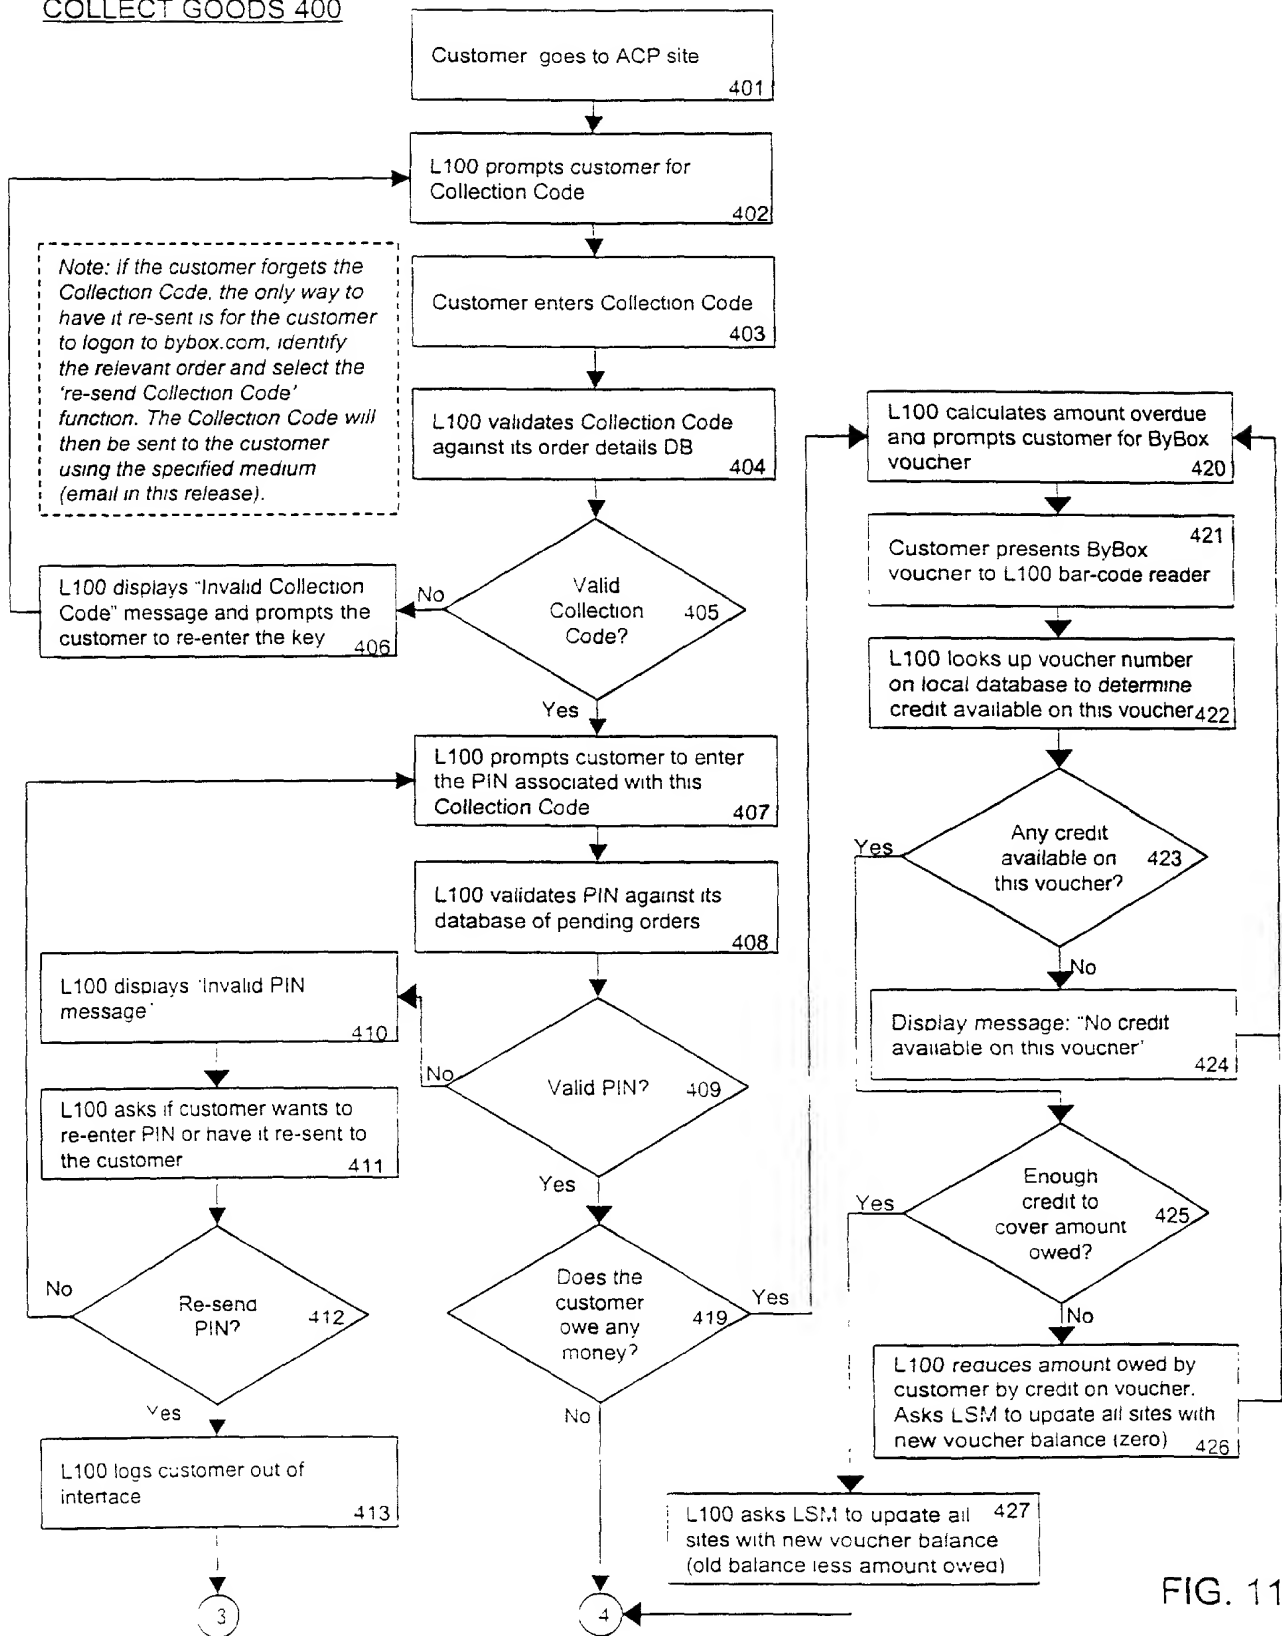 COLLECT GOODS 400
Customer goes to ACP site
401
L100 prompts customer for
Collection Code
402
Note: if the customer forgets the
Collection Code, the only way to
have it re-sent is for the customer
to logon to bybox.com, identify
the relevant order and select the
're-send Collection Code'
function. The Collection Code will
then be sent to the customer
using the specified medium
(email in this release).
Customer enters Collection Code
403
L100 validates Collection Code
against its order details DB
404
Valid
Collection
Code?
405
No
L100 displays "Invalid Collection
Code" message and prompts the
customer to re-enter the key
406
Yes
L100 prompts customer to enter
the PIN associated with this
Collection Code
407
L100 validates PIN against its
database of pending orders
408
Valid PIN?
409
No
L100 displays 'Invalid PIN
message'
410
L100 asks if customer wants to
re-enter PIN or have it re-sent to
the customer
411
Re-send
PIN?
412
No
Yes
L100 logs customer out of
interface
413
3
Yes
Does the
customer
owe any
money?
419
Yes
No
4
L100 calculates amount overdue
and prompts customer for ByBox
voucher
420
421
Customer presents ByBox
voucher to L100 bar-code reader
L100 looks up voucher number
on local database to determine
credit available on this voucher
422
Any credit
available on
this voucher?
423
Yes
No
Display message: "No credit
available on this voucher'
424
Enough
credit to
cover amount
owed?
425
Yes
No
L100 reduces amount owed by
customer by credit on voucher.
Asks LSM to update all sites with
new voucher balance (zero)
426
L100 asks LSM to update all
sites with new voucher balance
(old balance less amount owed)
427
FIG. 11